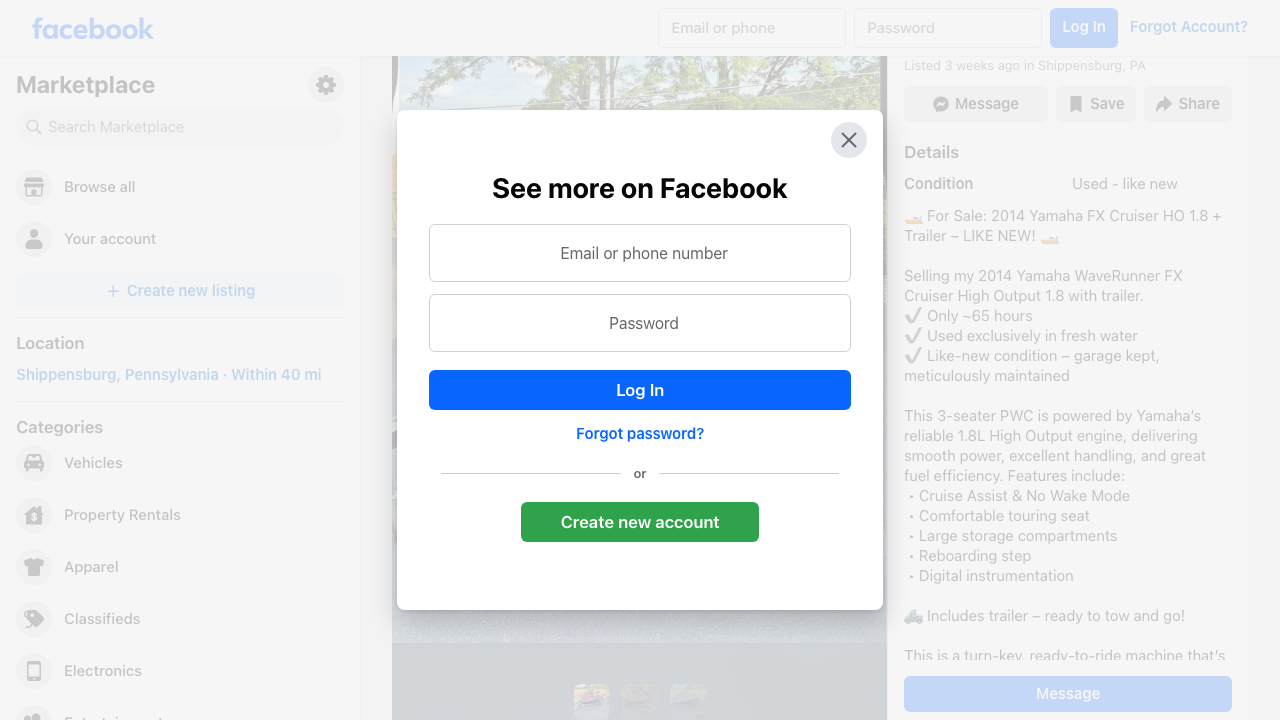 facebook
Email or phone
Password
Log In
Forgot Account?
Marketplace
Search Marketplace
Browse all
Your account
Create new listing
Location
Shippensburg, Pennsylvania · Within 40 mi
Categories
Vehicles
Property Rentals
Apparel
Classifieds
Electronics
See more on Facebook
Email or phone number
Password
Log In
Forgot password?
or
Create new account
Listed 3 weeks ago in Shippensburg, PA
Message
Save
Share
Details
Condition
Used - like new
🚤 For Sale: 2014 Yamaha FX Cruiser HO 1.8 +
Trailer – LIKE NEW! 🚤
Selling my 2014 Yamaha WaveRunner FX
Cruiser High Output 1.8 with trailer.
✔️ Only ~65 hours
✔️ Used exclusively in fresh water
✔️ Like-new condition – garage kept,
meticulously maintained
This 3-seater PWC is powered by Yamaha’s
reliable 1.8L High Output engine, delivering
smooth power, excellent handling, and great
fuel efficiency. Features include:
• Cruise Assist & No Wake Mode
• Comfortable touring seat
• Large storage compartments
• Reboarding step
• Digital instrumentation
🛻 Includes trailer – ready to tow and go!
This is a turn-key, ready-to-ride machine that’s
Message